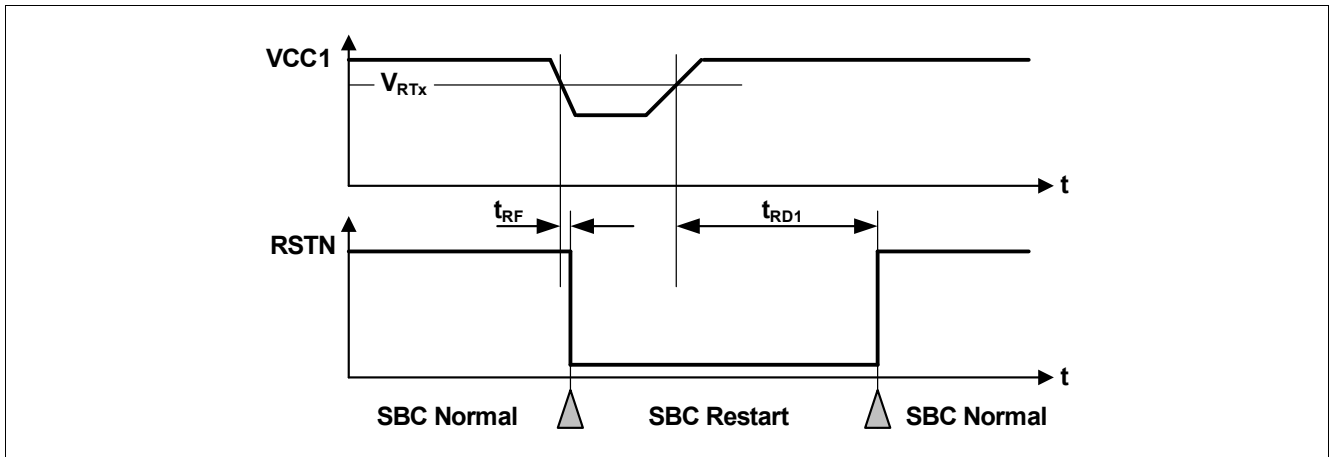 VCC1
VRTx
t
tRF
tRD1
RSTN
t
SBC Normal
SBC Restart
SBC Normal